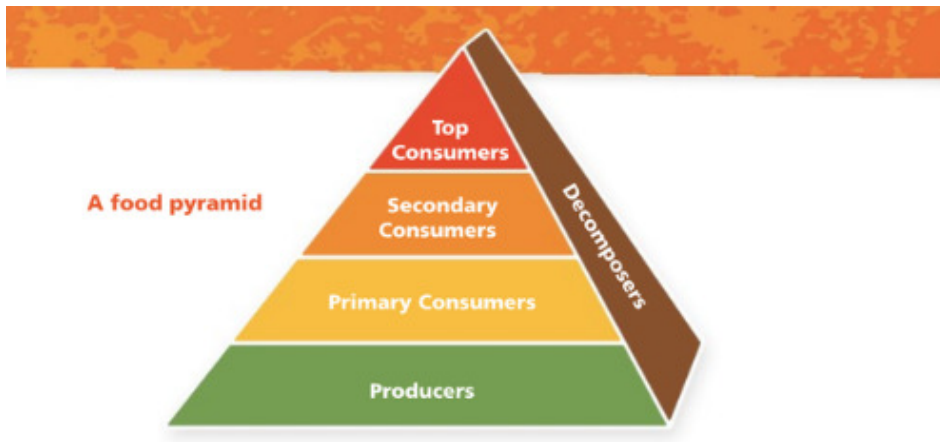 A food pyramid
Top
Consumers
Secondary
Consumers
Primary Consumers
Producers
Decomposers